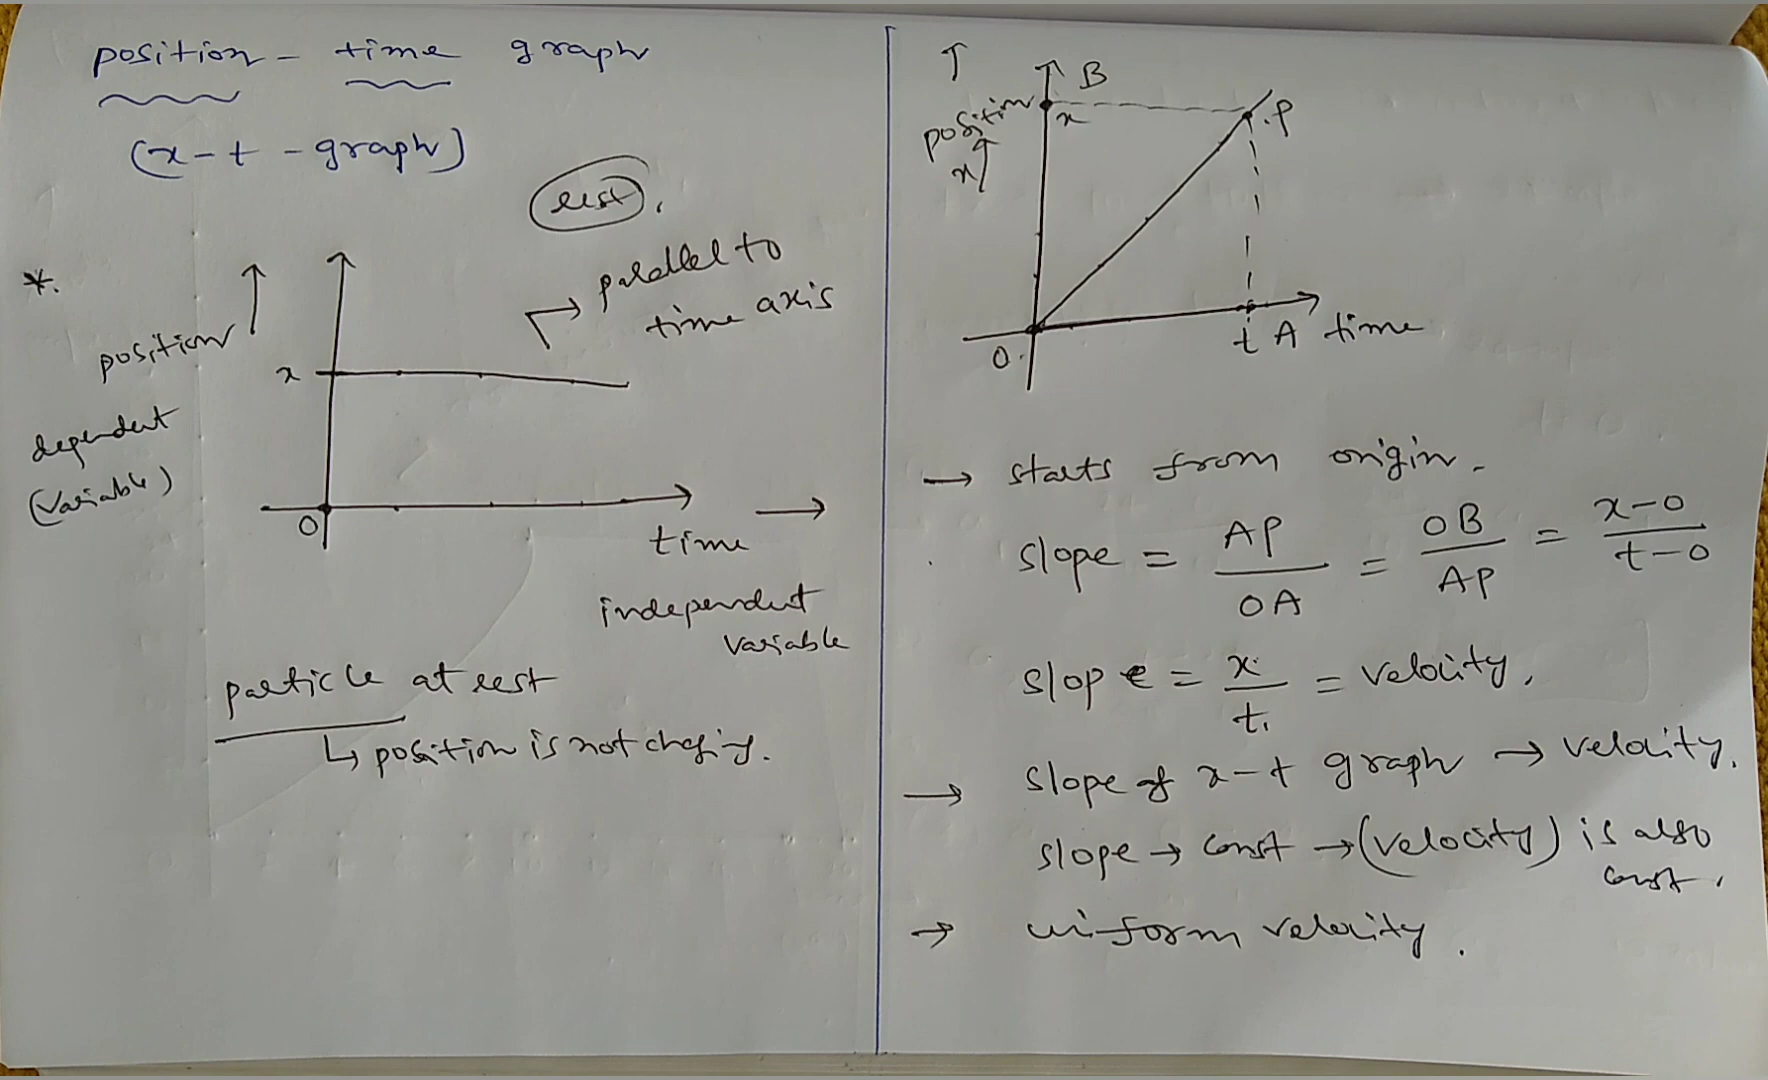 position - time graph
(x-t-graph)
rest.
*.
parallel to
time axis
position
x
dependent
(variable)
O
time
independent
variable
particle at rest
↳ position is not changing.
B
position
x
x
P
O
t A time
→ starts from origin.
slope = AP/OA = OB/AP = x-0/t-0
slope = x/t. = velocity.
→ slope of x-t graph → velocity.
slope → const → (velocity) is also
const.
→ uniform velocity.